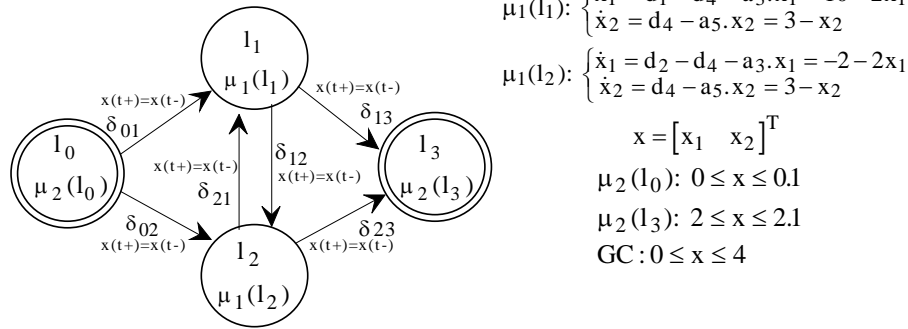 l₁
μ₁(l₁)
x(t+)=x(t-)
δ₀₁
x(t+)=x(t-)
δ₁₃
l₀
μ₂(l₀)
x(t+)=x(t-)
δ₂₁
δ₁₂
x(t+)=x(t-)
l₃
μ₂(l₃)
δ₀₂
x(t+)=x(t-)
x(t+)=x(t-)
δ₂₃
l₂
μ₁(l₂)
μ₁(l₁):
ẋ₂ = d₄ − a₅.x₂ = 3 − x₂
μ₁(l₂): { ẋ₁ = d₂ − d₄ − a₃.x₁ = −2 − 2x₁
ẋ₂ = d₄ − a₅.x₂ = 3 − x₂
x = [x₁ x₂]ᵀ
μ₂(l₀): 0 ≤ x ≤ 0.1
μ₂(l₃): 2 ≤ x ≤ 2.1
GC: 0 ≤ x ≤ 4